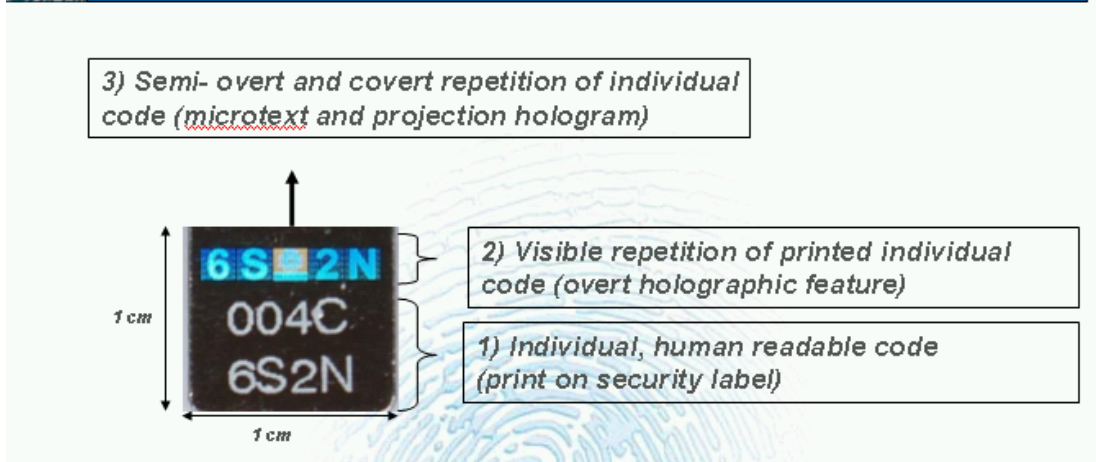 3) Semi- overt and covert repetition of individual
code (microtext and projection hologram)
6S 2N
004C
6S2N
1 cm
1 cm
2) Visible repetition of printed individual
code (overt holographic feature)
1) Individual, human readable code
(print on security label)